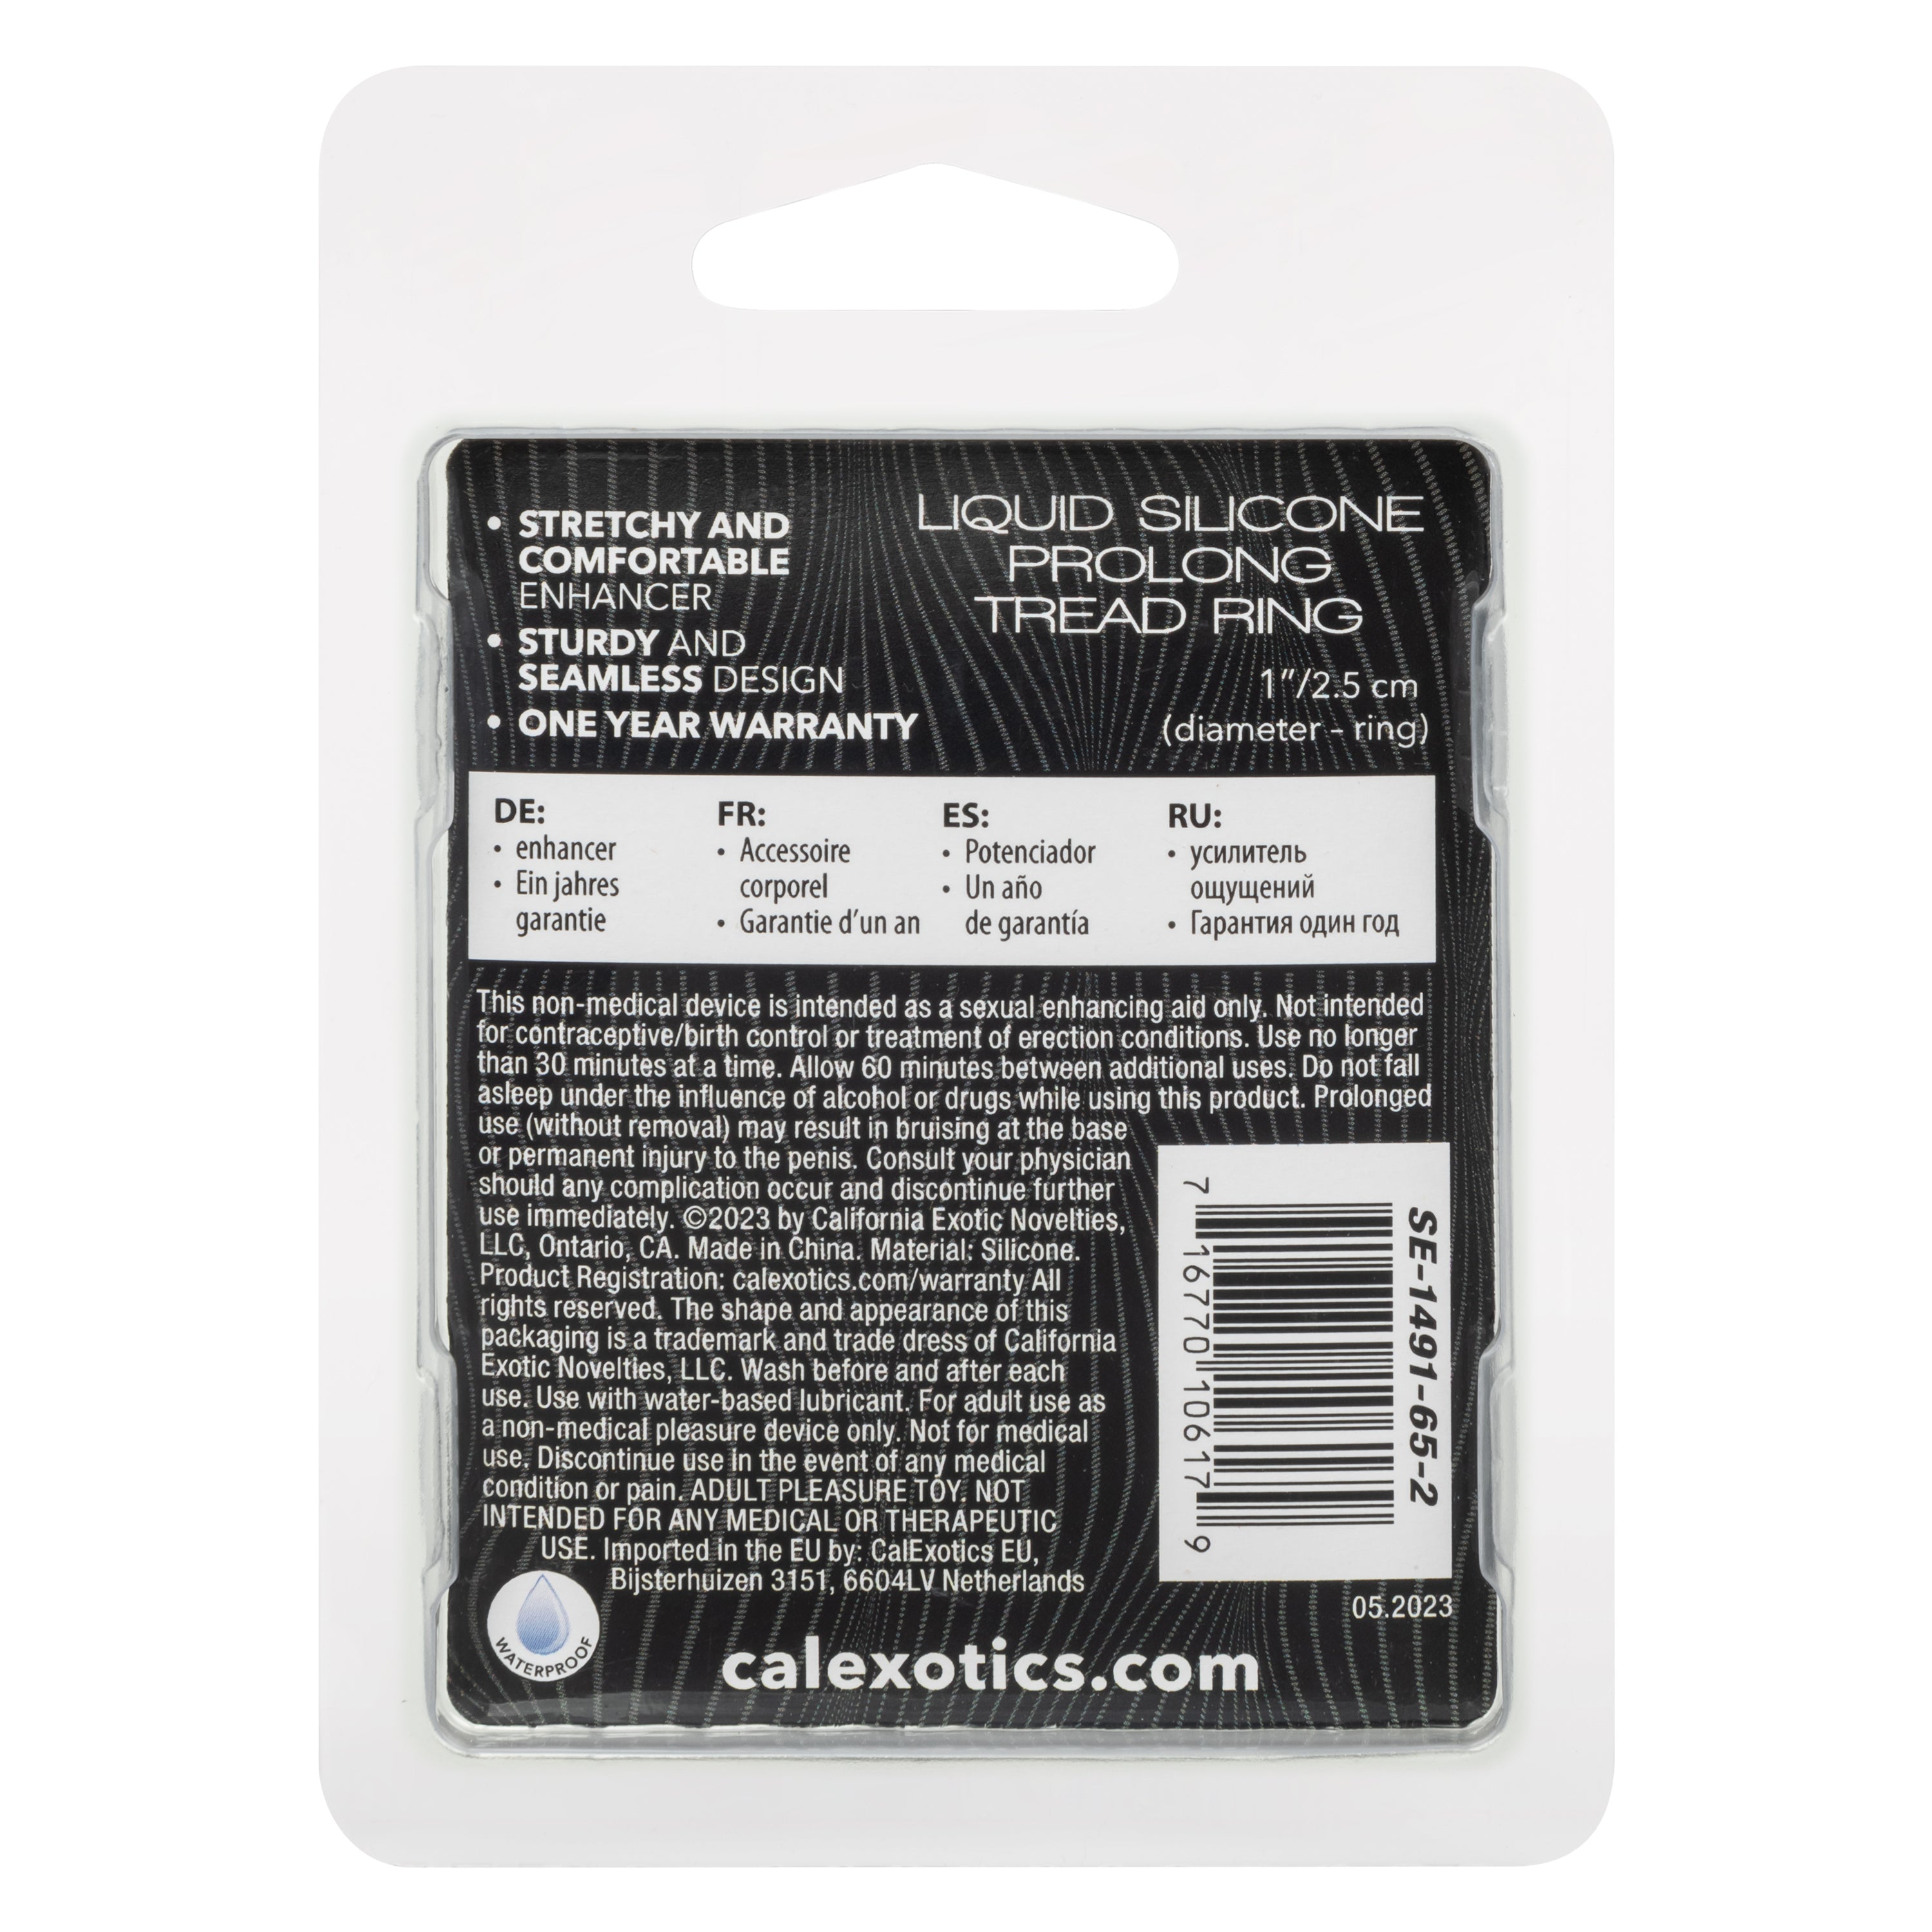 • STRETCHY AND
COMFORTABLE
ENHANCER
• STURDY AND
SEAMLESS DESIGN
• ONE YEAR WARRANTY
LIQUID SILICONE
PROLONG
TREAD RING
1"/2.5 cm
(diameter - ring)
DE:
• enhancer
• Ein jahres
garantie
FR:
• Accessoire
corporel
• Garantie d'un an
ES:
• Potenciador
• Un año
de garantía
RU:
• усилитель
ощущений
• Гарантия один год
This non-medical device is intended as a sexual enhancing aid only. Not intended
for contraceptive/birth control or treatment of erection conditions. Use no longer
than 30 minutes at a time. Allow 60 minutes between additional uses. Do not fall
asleep under the influence of alcohol or drugs while using this product. Prolonged
use (without removal) may result in bruising at the base
or permanent injury to the penis. Consult your physician
should any complication occur and discontinue further
use immediately. ©2023 by California Exotic Novelties,
LLC, Ontario, CA. Made in China. Material: Silicone.
Product Registration: calexotics.com/warranty All
rights reserved. The shape and appearance of this
packaging is a trademark and trade dress of California
Exotic Novelties, LLC. Wash before and after each
use. Use with water-based lubricant. For adult use as
a non-medical pleasure device only. Not for medical
use. Discontinue use in the event of any medical
condition or pain. ADULT PLEASURE TOY. NOT
INTENDED FOR ANY MEDICAL OR THERAPEUTIC
USE. Imported in the EU by: CalExotics EU,
Bijsterhuizen 3151, 6604LV Netherlands
SE-1491-65-2
7 16770 10617 9
05.2023
WATERPROOF
calexotics.com